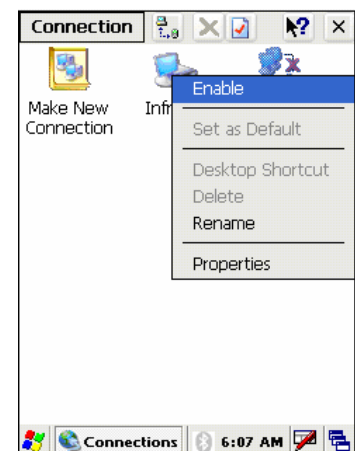 Connection
Make New
Connection
Infr
Enable
Set as Default
Desktop Shortcut
Delete
Rename
Properties
Connections
6:07 AM